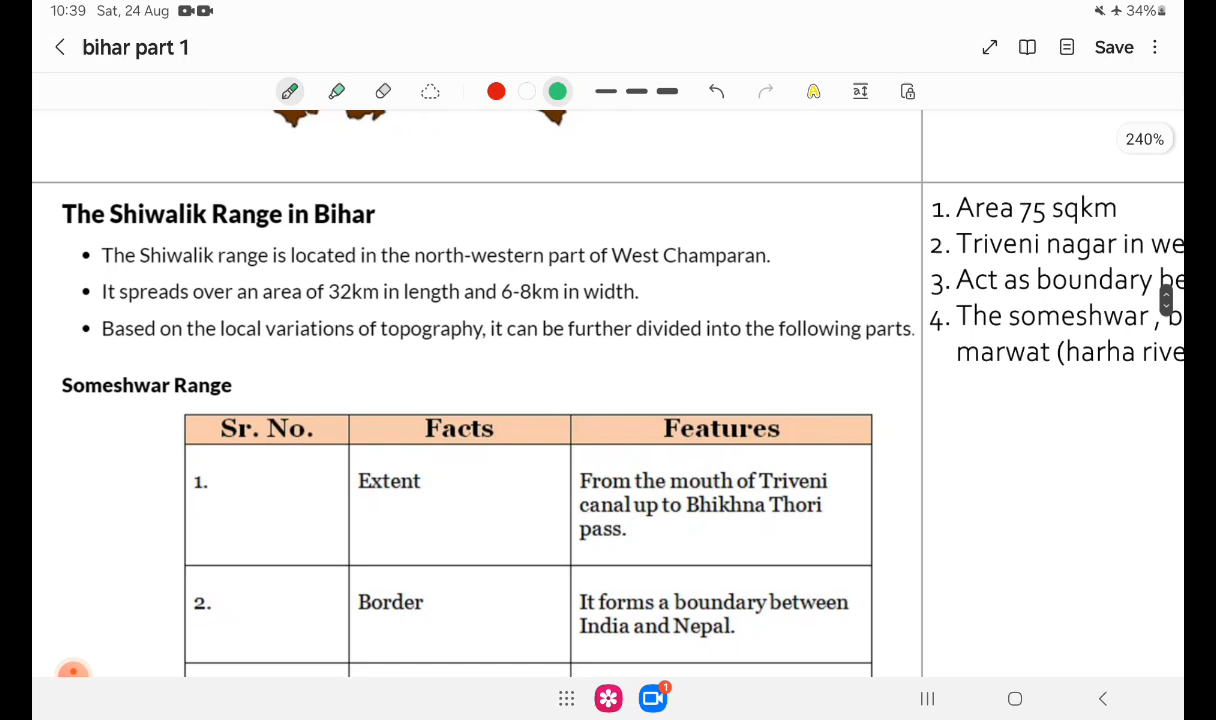 10:39 Sat, 24 Aug
34%
bihar part 1
Save
240%
The Shiwalik Range in Bihar
• The Shiwalik range is located in the north-western part of West Champaran.
• It spreads over an area of 32km in length and 6-8km in width.
• Based on the local variations of topography, it can be further divided into the following parts.
Someshwar Range
Sr. No. Facts Features
1. Extent From the mouth of Triveni
canal up to Bhikhna Thori
pass.
2. Border It forms a boundary between
India and Nepal.
1. Area 75 sqkm
2. Triveni nagar in we
3. Act as boundary be
4. The someshwar , b
marwat (harha rive
1